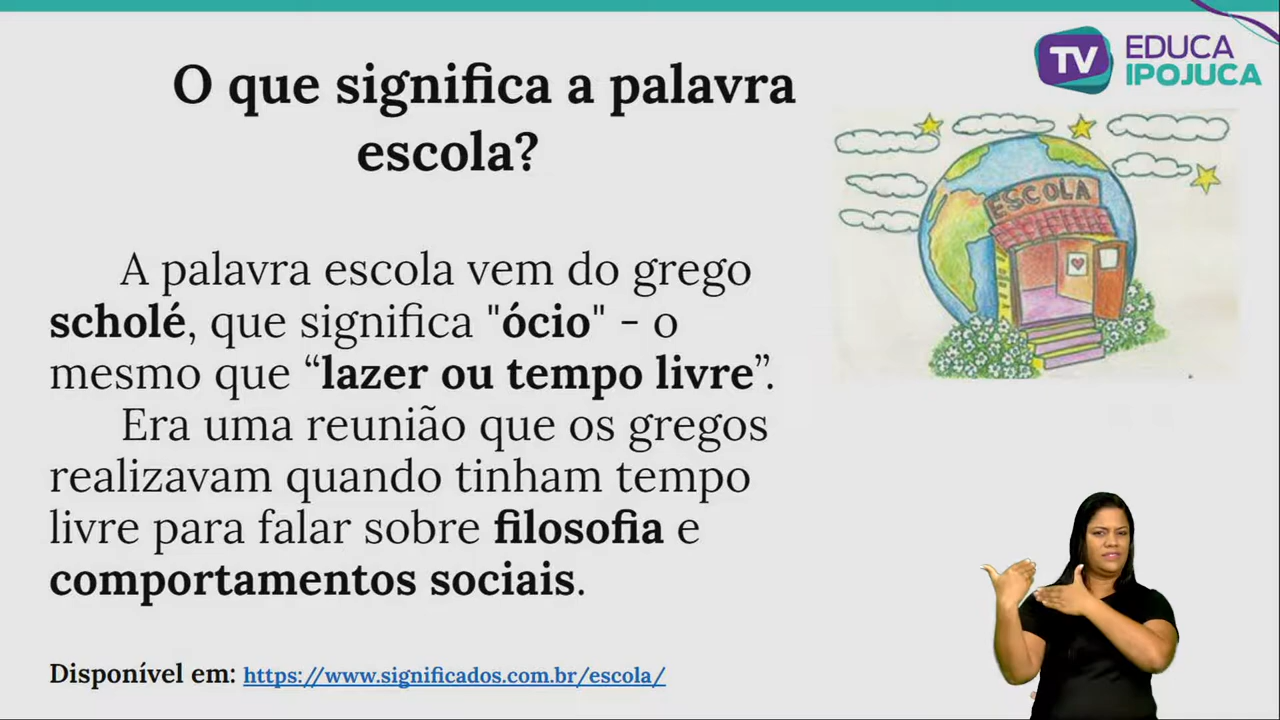 O que significa a palavra
escola?
TV EDUCA
IPOJUCA
ESCOLA
A palavra escola vem do grego
scholé, que significa "ócio" - o
mesmo que “lazer ou tempo livre”.
Era uma reunião que os gregos
realizavam quando tinham tempo
livre para falar sobre filosofia e
comportamentos sociais.
Disponível em: https://www.significados.com.br/escola/